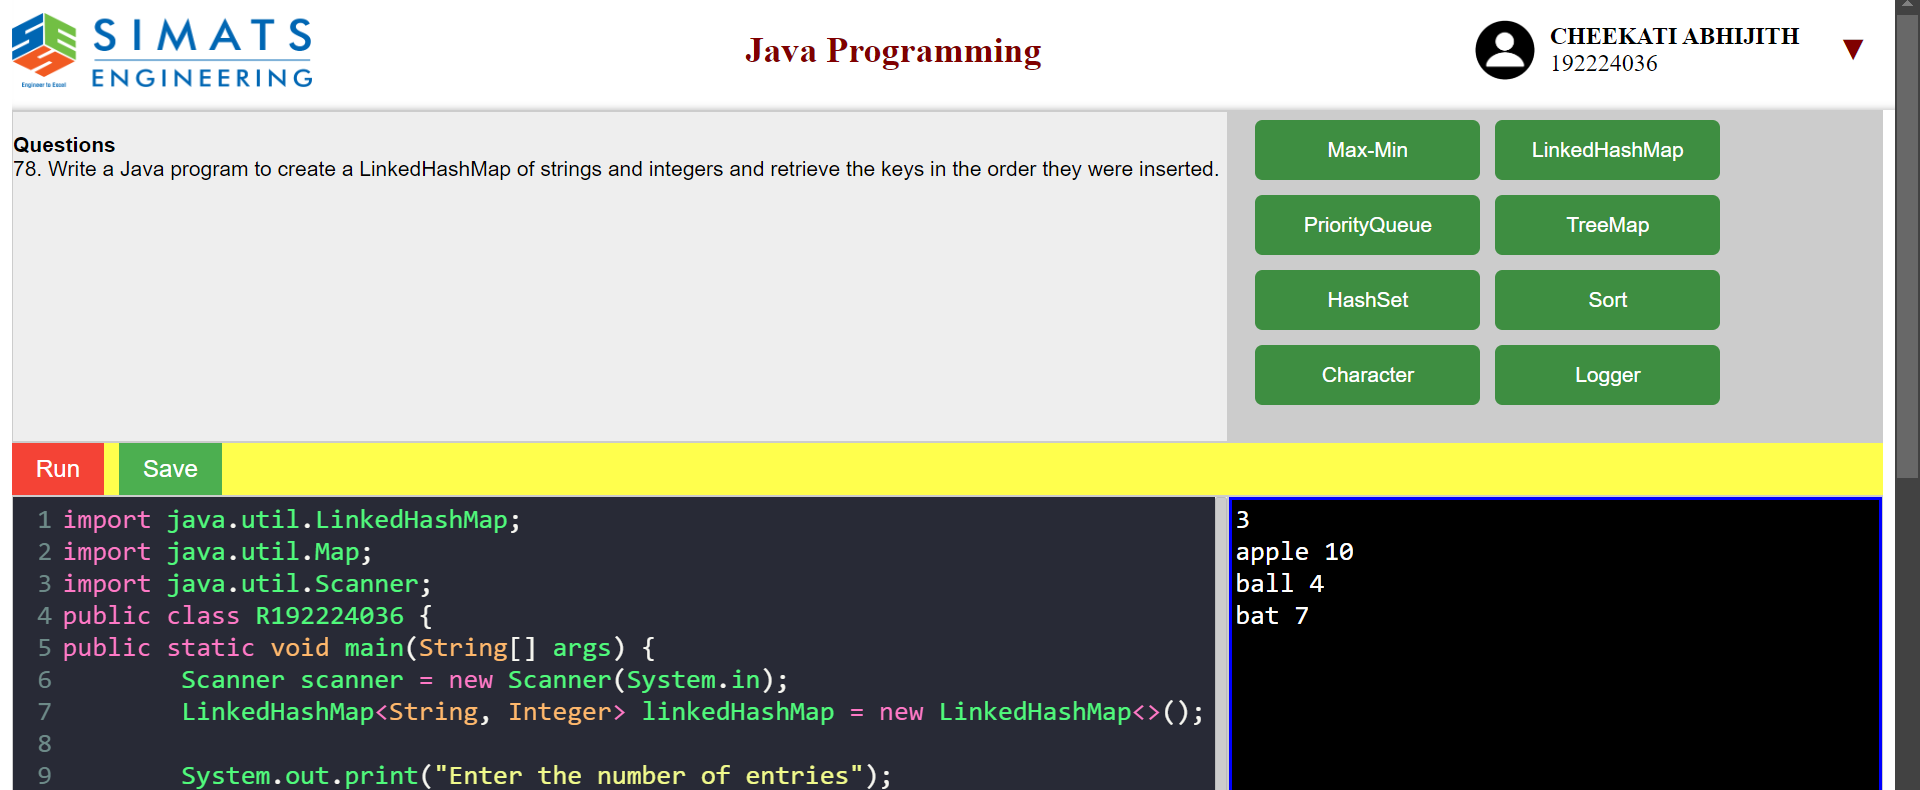 SIMATS
ENGINEERING
Engineer to Excel
Java Programming
CHEEKATI ABHIJITH
192224036
Questions
78. Write a Java program to create a LinkedHashMap of strings and integers and retrieve the keys in the order they were inserted.
Max-Min
LinkedHashMap
PriorityQueue
TreeMap
HashSet
Sort
Character
Logger
Run
Save
1 import java.util.LinkedHashMap;
2 import java.util.Map;
3 import java.util.Scanner;
4 public class R192224036 {
5 public static void main(String[] args) {
6         Scanner scanner = new Scanner(System.in);
7         LinkedHashMap<String, Integer> linkedHashMap = new LinkedHashMap<>();
8
9         System.out.print("Enter the number of entries");
3
apple 10
ball 4
bat 7